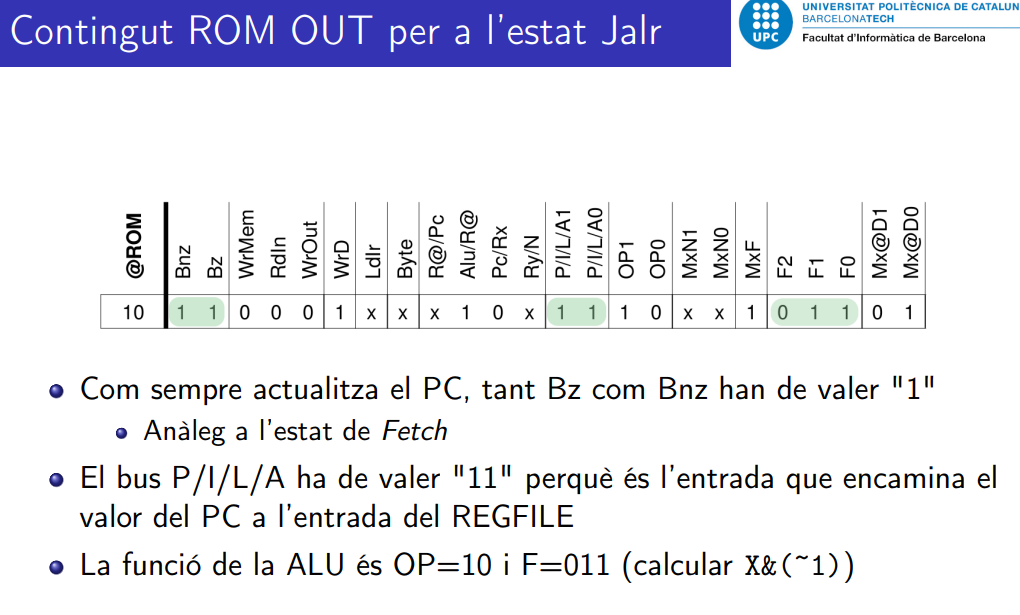 Contingut ROM OUT per a l'estat Jalr
UNIVERSITAT POLITÈCNICA DE CATALUN
BARCELONATECH
Facultat d'Informàtica de Barcelona
UPC
@ROM Bnz Bz WrMem RdIn WrOut WrD LdIr Byte R@/Pc Alu/R@ Pc/Rx Ry/N P/I/L/A1 P/I/L/A0 OP1 OP0 MxN1 MxN0 MxF F2 F1 F0 Mx@D1 Mx@D0
10 1 1 0 0 0 1 x x x 1 0 x 1 1 1 0 x x 1 0 1 1 0 1
Com sempre actualitza el PC, tant Bz com Bnz han de valer "1"
Anàleg a l'estat de Fetch
El bus P/I/L/A ha de valer "11" perquè és l'entrada que encamina el
valor del PC a l'entrada del REGFILE
La funció de la ALU és OP=10 i F=011 (calcular X&(~1))